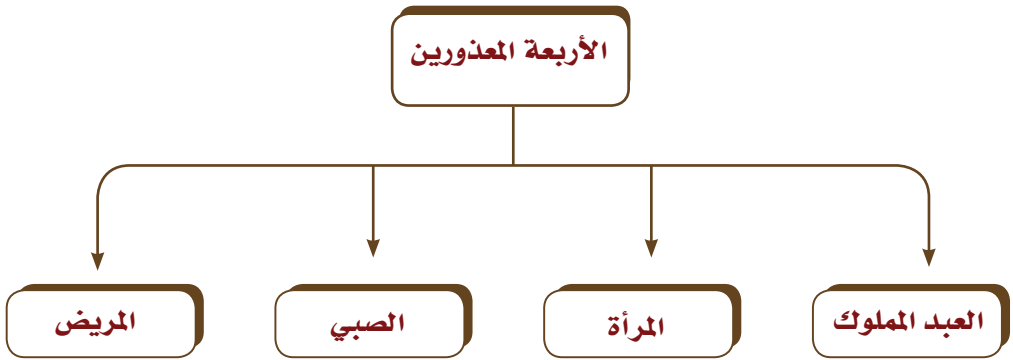 الأربعة المعذورين
العبد المملوك
المرأة
الصبي
المريض